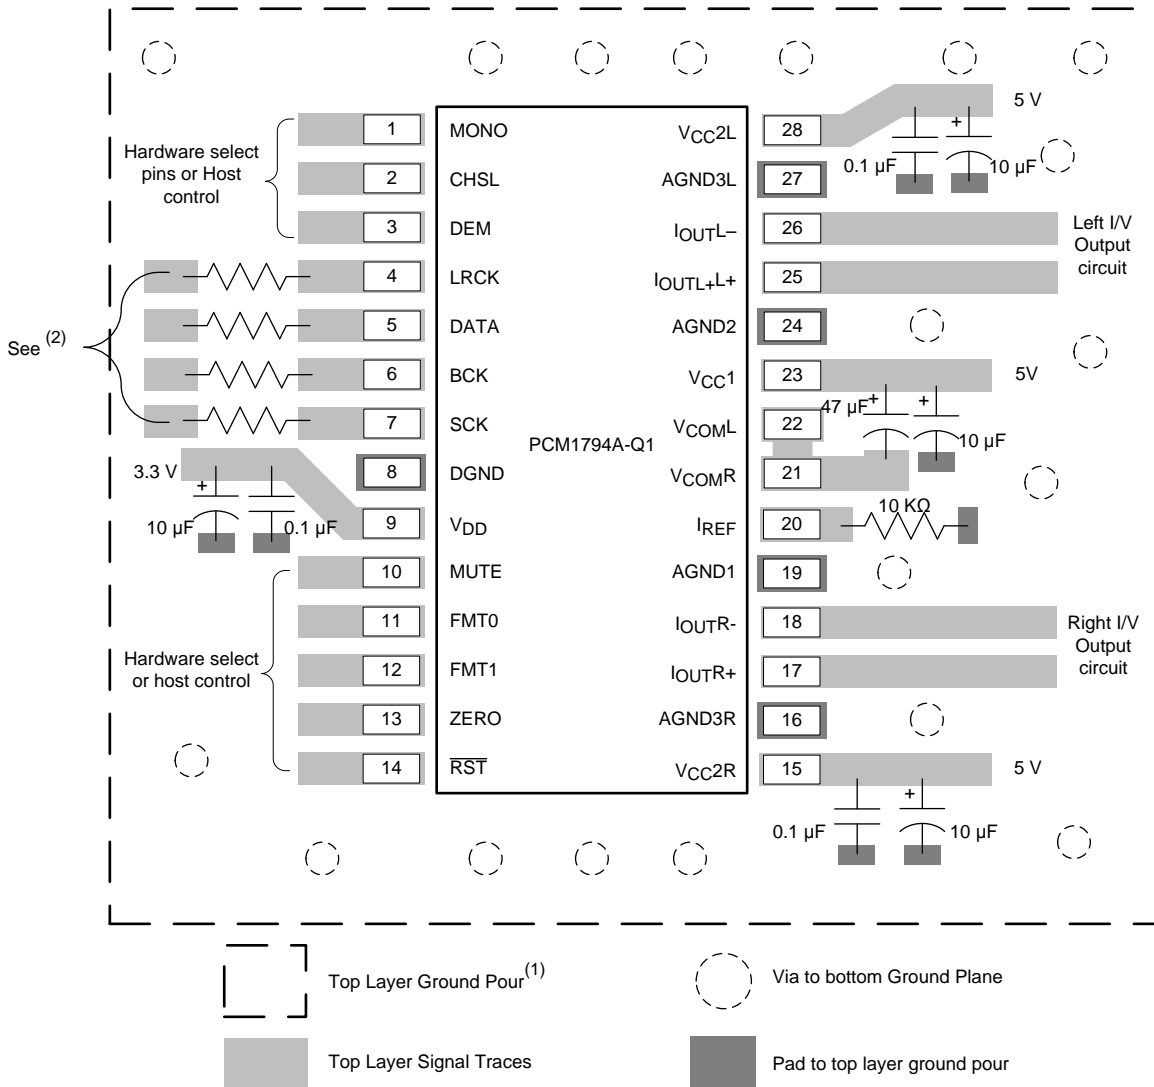 5 V
0.1 µF
10 µF
Hardware select
pins or Host
control
1 MONO
2 CHSL
3 DEM
4 LRCK
5 DATA
6 BCK
7 SCK
8 DGND
9 VDD
10 MUTE
11 FMT0
12 FMT1
13 ZERO
14 RST
See (2)
3.3 V
10 µF
0.1 µF
Hardware select
or host control
PCM1794A-Q1
VCC2L 28
AGND3L 27
IOUTL– 26
IOUTL+L+ 25
AGND2 24
VCC1 23
VCOML 22
VCOMR 21
IREF 20
AGND1 19
IOUTR- 18
IOUTR+ 17
AGND3R 16
VCC2R 15
Left I/V
Output
circuit
5V
47 µF
10 µF
10 KΩ
Right I/V
Output
circuit
5 V
0.1 µF
10 µF
Top Layer Ground Pour(1)
Via to bottom Ground Plane
Top Layer Signal Traces
Pad to top layer ground pour